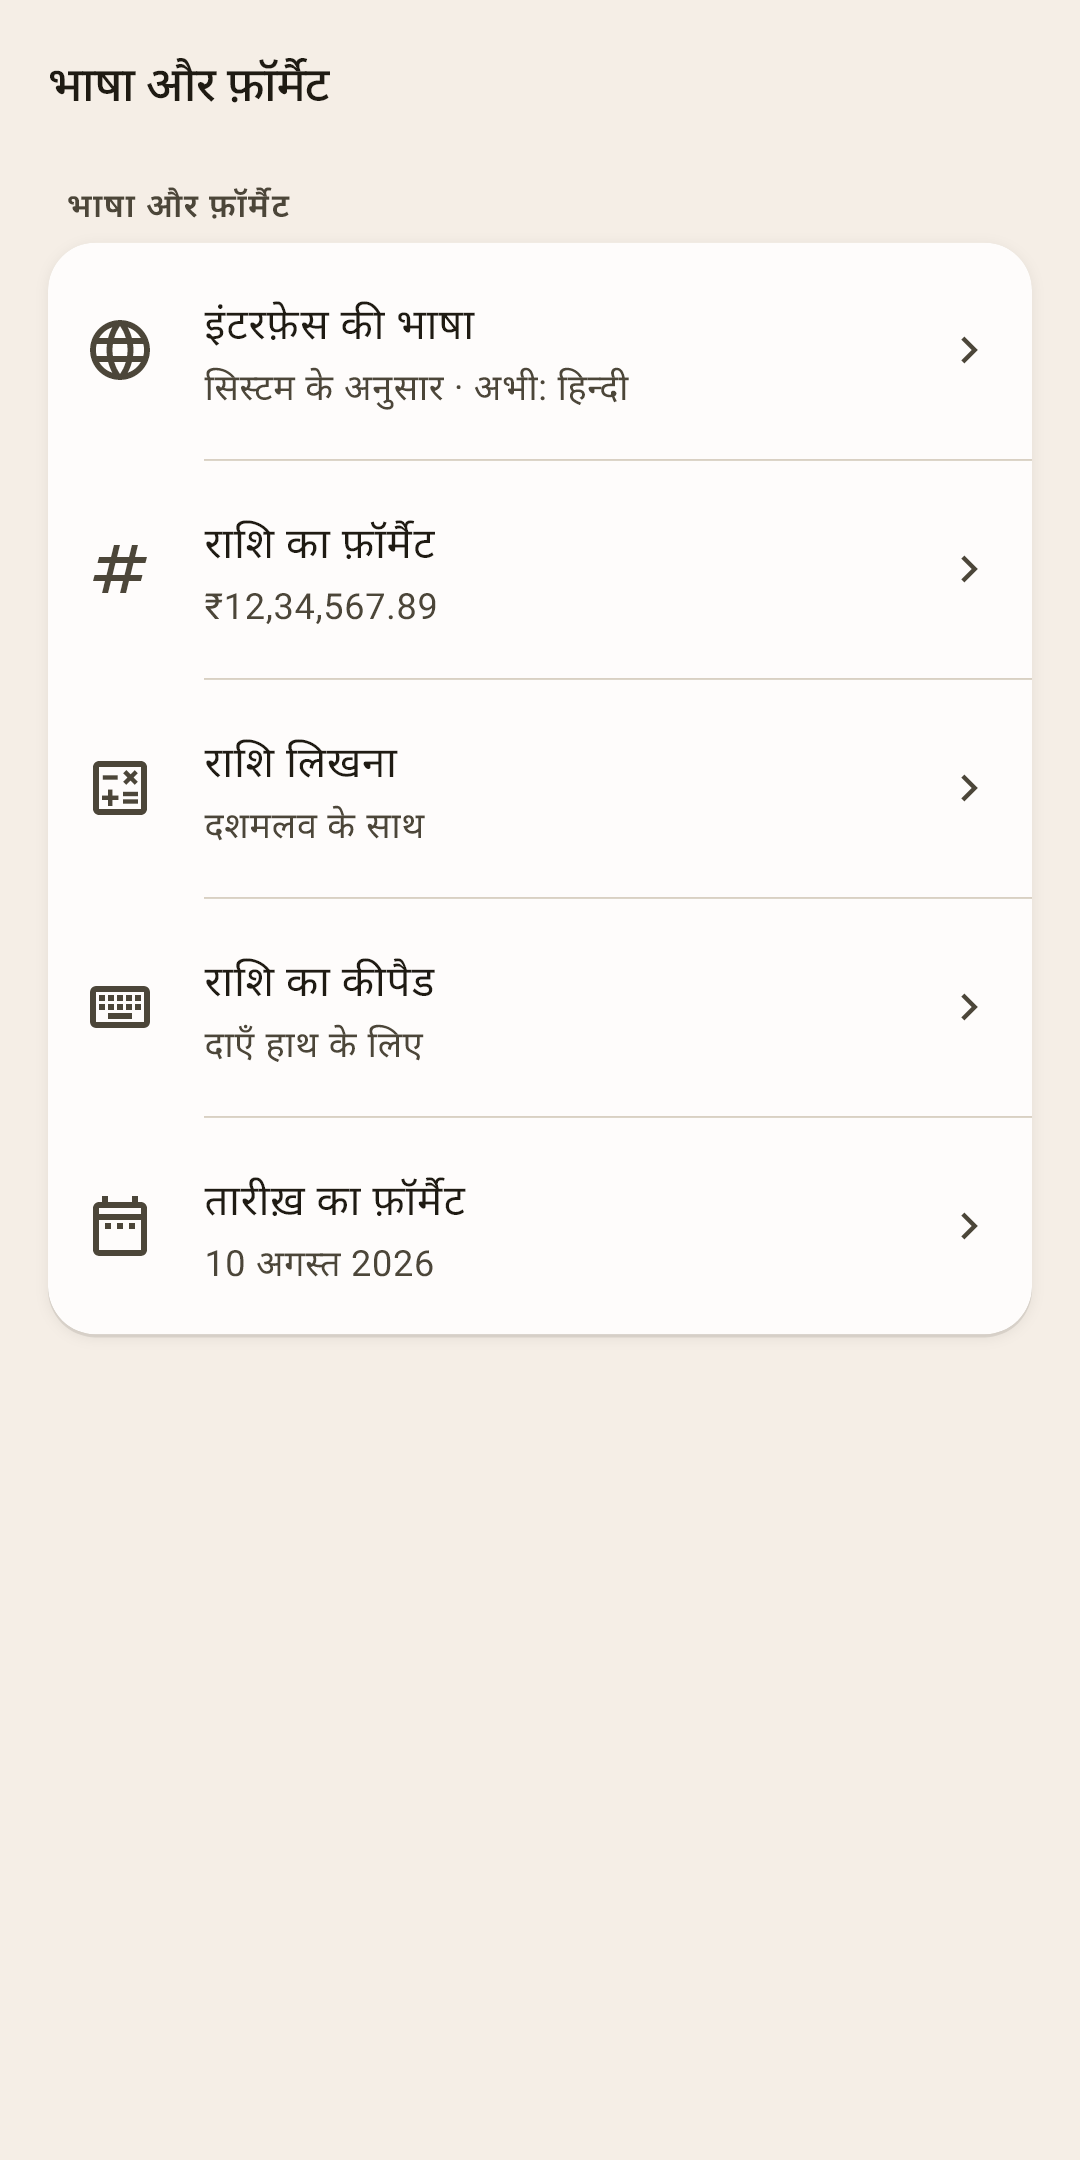 भाषा और फ़ॉर्मैट
भाषा और फ़ॉर्मैट
इंटरफ़ेस की भाषा
सिस्टम के अनुसार · अभी: हिन्दी
राशि का फ़ॉर्मैट
₹12,34,567.89
राशि लिखना
दशमलव के साथ
राशि का कीपैड
दाएँ हाथ के लिए
तारीख़ का फ़ॉर्मैट
10 अगस्त 2026